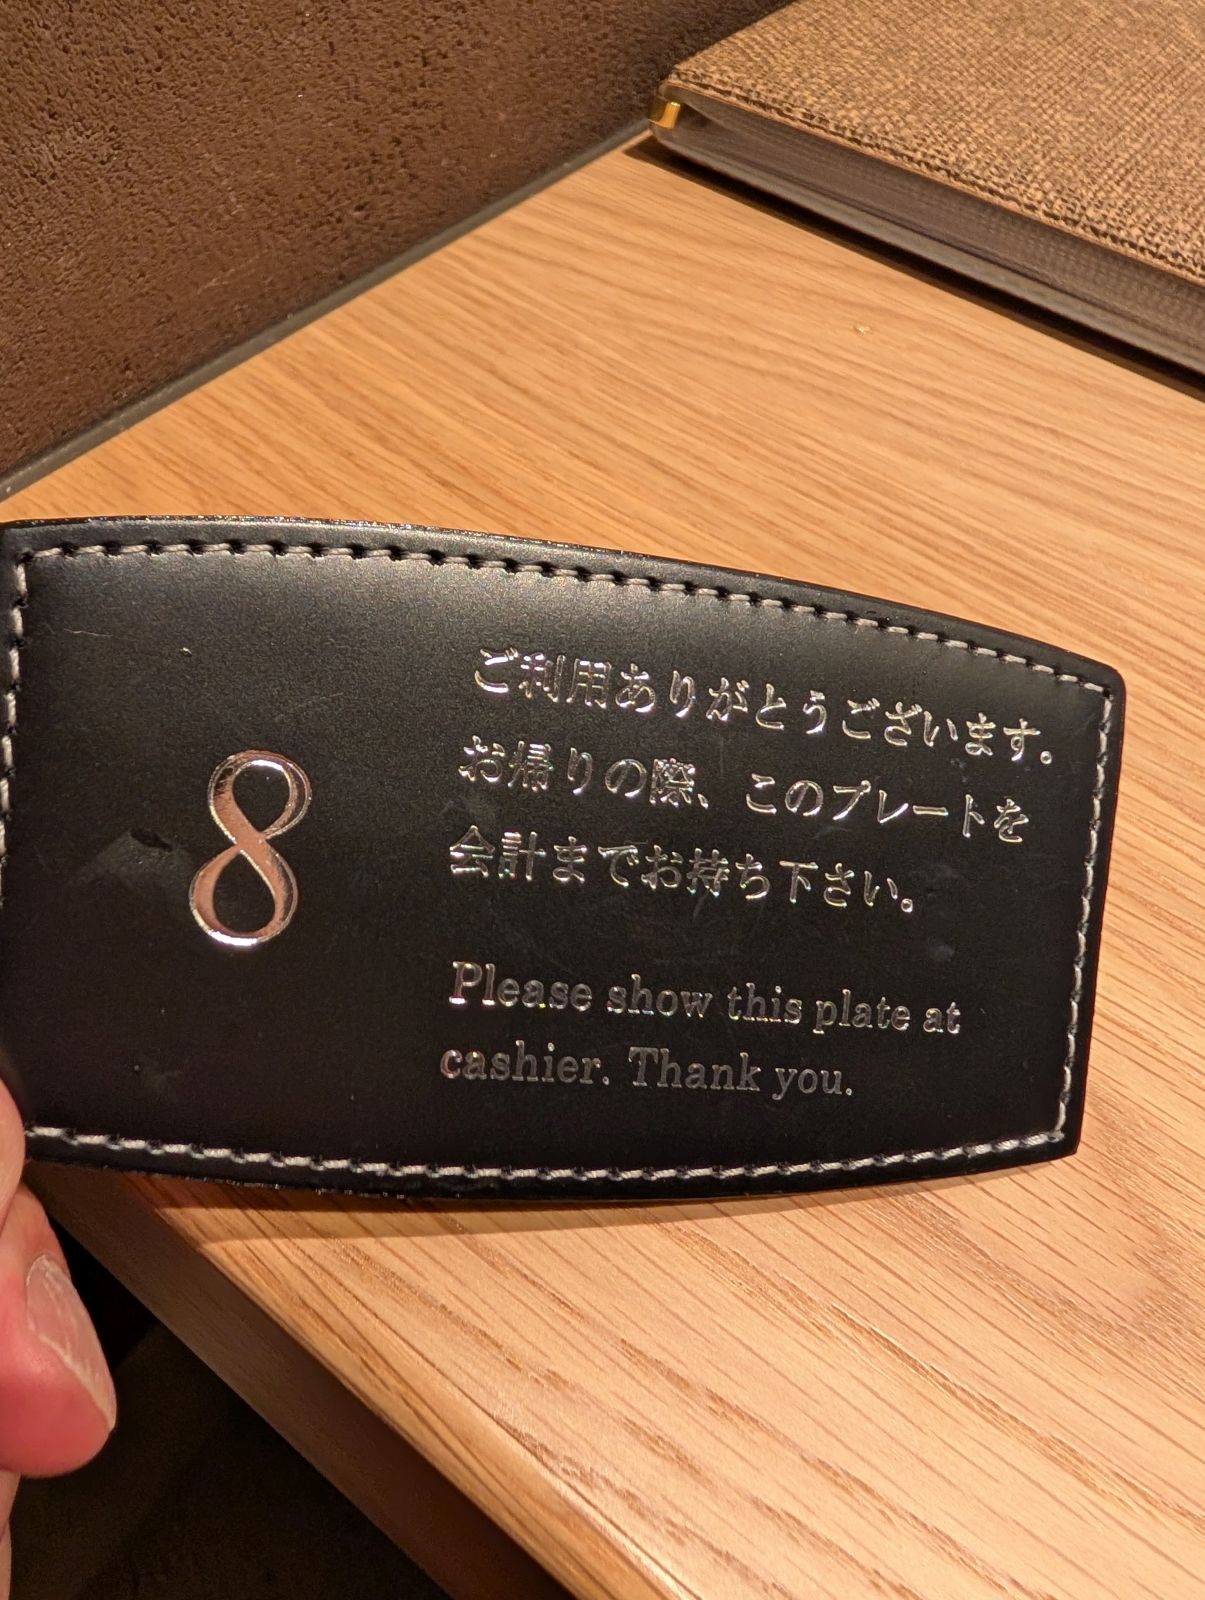 8
ご利用ありがとうございます。
お帰りの際、このプレートを
会計までお持ち下さい。
Please show this plate at
cashier. Thank you.